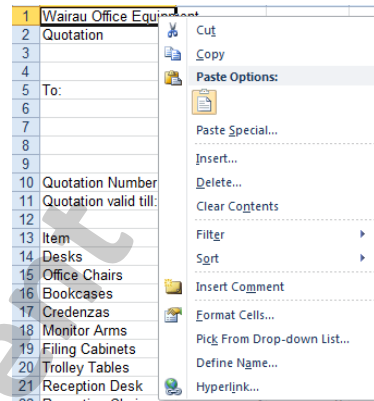 1 Wairau Office Equipment
2 Quotation
3
4
5 To:
6
7
8
9
10 Quotation Number
11 Quotation valid till:
12
13 Item
14 Desks
15 Office Chairs
16 Bookcases
17 Credenzas
18 Monitor Arms
19 Filing Cabinets
20 Trolley Tables
21 Reception Desk
Cut
Copy
Paste Options:
Paste Special...
Insert...
Delete...
Clear Contents
Filter
Sort
Insert Comment
Format Cells...
Pick From Drop-down List...
Define Name...
Hyperlink...